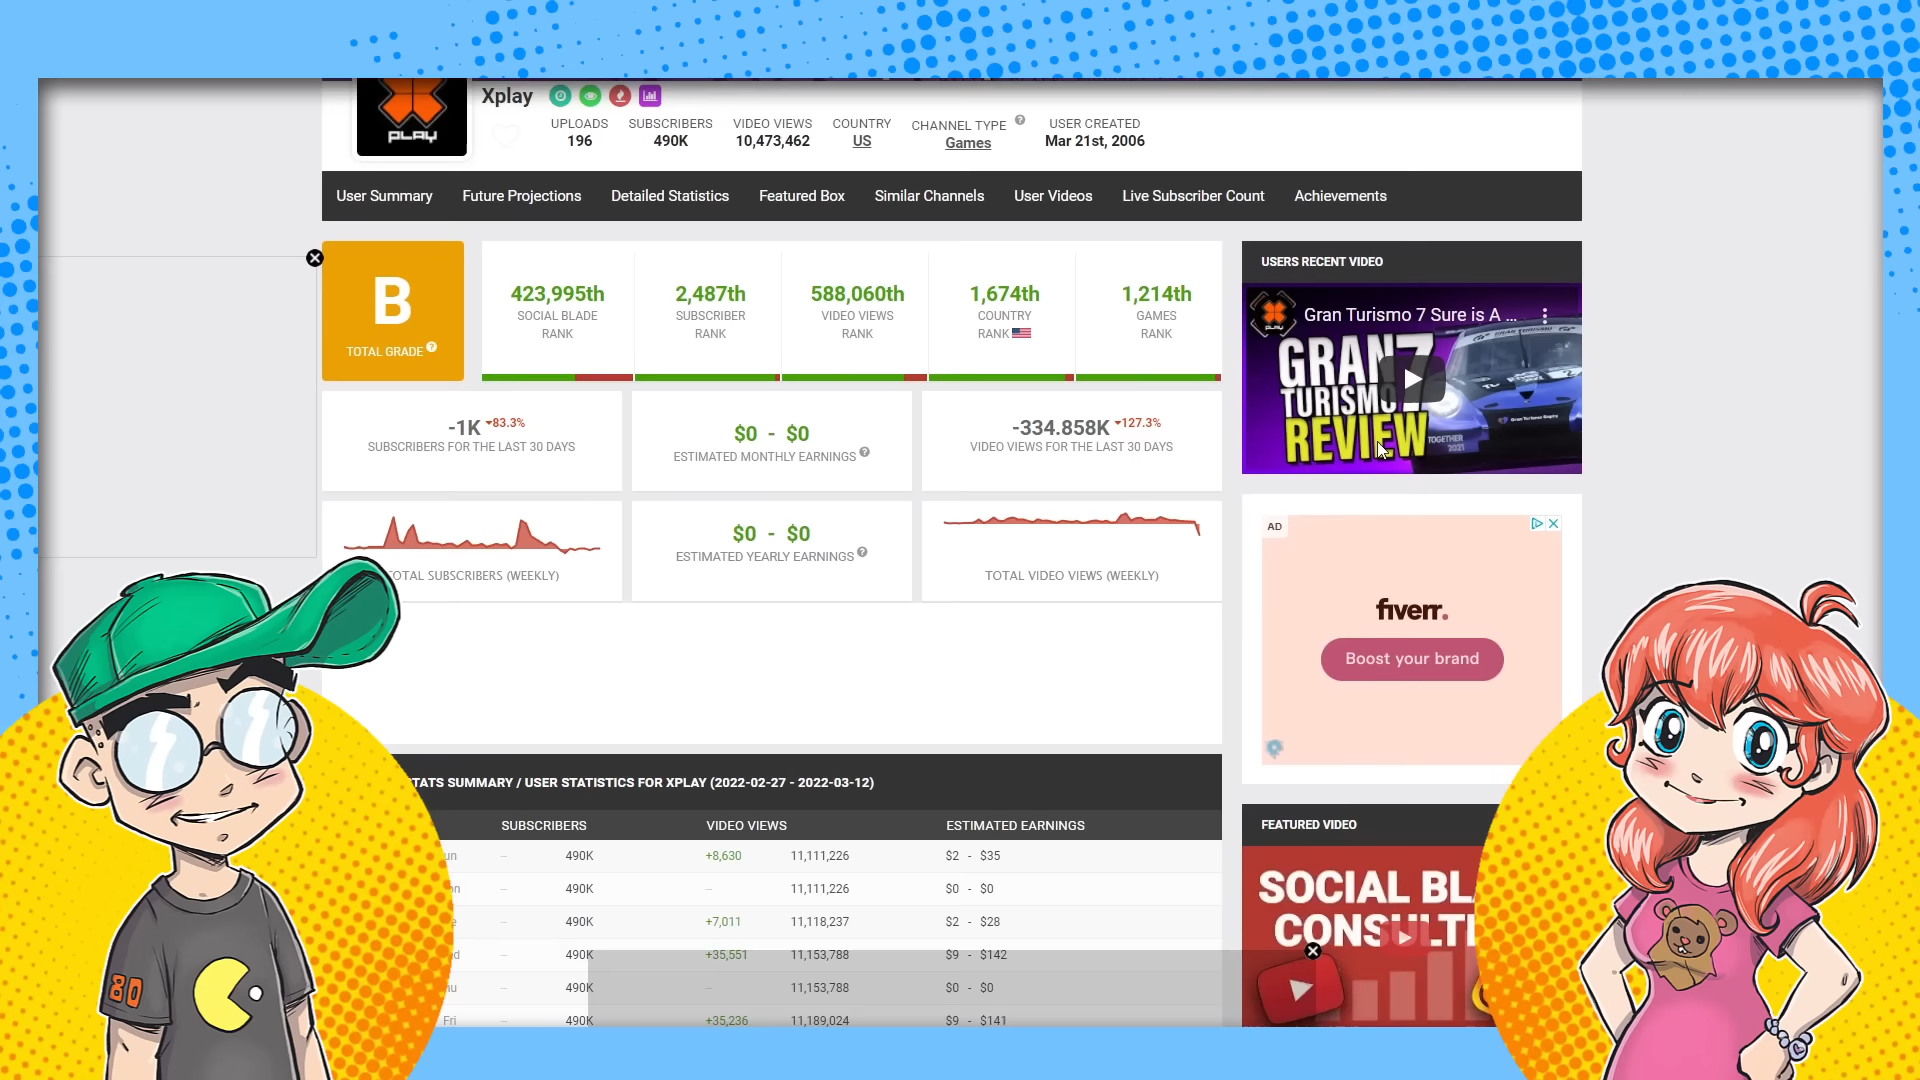 PLAY
Xplay
UPLOADS SUBSCRIBERS VIDEO VIEWS COUNTRY CHANNEL TYPE ? USER CREATED
196 490K 10,473,462 US Games Mar 21st, 2006
User Summary Future Projections Detailed Statistics Featured Box Similar Channels User Videos Live Subscriber Count Achievements
B
TOTAL GRADE ?
423,995th 2,487th 588,060th 1,674th 1,214th
SOCIAL BLADE SUBSCRIBER VIDEO VIEWS COUNTRY GAMES
RANK RANK RANK RANK RANK
USERS RECENT VIDEO
Gran Turismo 7 Sure is A ...
GRAN 7
TURISMO
REVIEW
TOGETHER
2021
-1K 83.3%
SUBSCRIBERS FOR THE LAST 30 DAYS
$0 - $0
ESTIMATED MONTHLY EARNINGS ?
-334.858K 127.3%
VIDEO VIEWS FOR THE LAST 30 DAYS
OTAL SUBSCRIBERS (WEEKLY)
$0 - $0
ESTIMATED YEARLY EARNINGS ?
TOTAL VIDEO VIEWS (WEEKLY)
AD
fiverr.
Boost your brand
TATS SUMMARY / USER STATISTICS FOR XPLAY (2022-02-27 - 2022-03-12)
SUBSCRIBERS VIDEO VIEWS ESTIMATED EARNINGS
un -- 490K +8,630 11,111,226 $2 - $35
on -- 490K -- 11,111,226 $0 - $0
e -- 490K +7,011 11,118,237 $2 - $28
d -- 490K +35,551 11,153,788 $9 - $142
u -- 490K -- 11,153,788 $0 - $0
Fri 490K +35,236 11,189,024 $9 - $141
FEATURED VIDEO
SOCIAL BL
CONSULTI
80